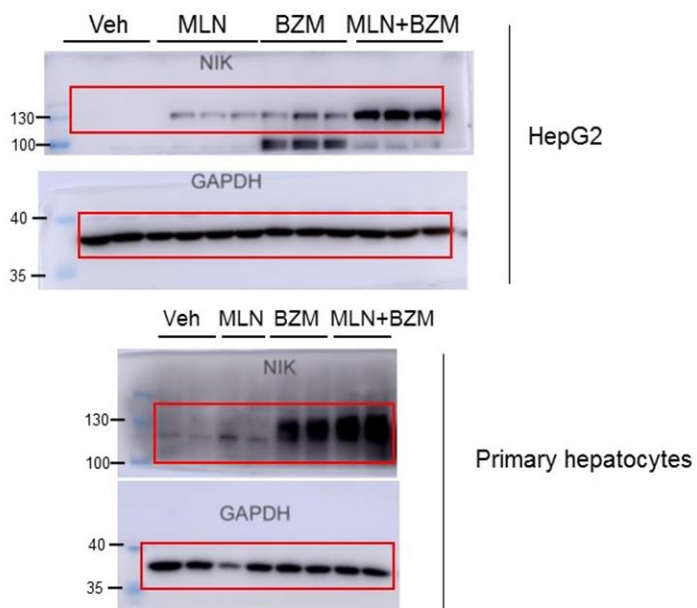 Veh MLN BZM MLN+BZM
NIK
130
100
HepG2
GAPDH
40
35
Veh MLN BZM MLN+BZM
NIK
130
100
Primary hepatocytes
GAPDH
40
35